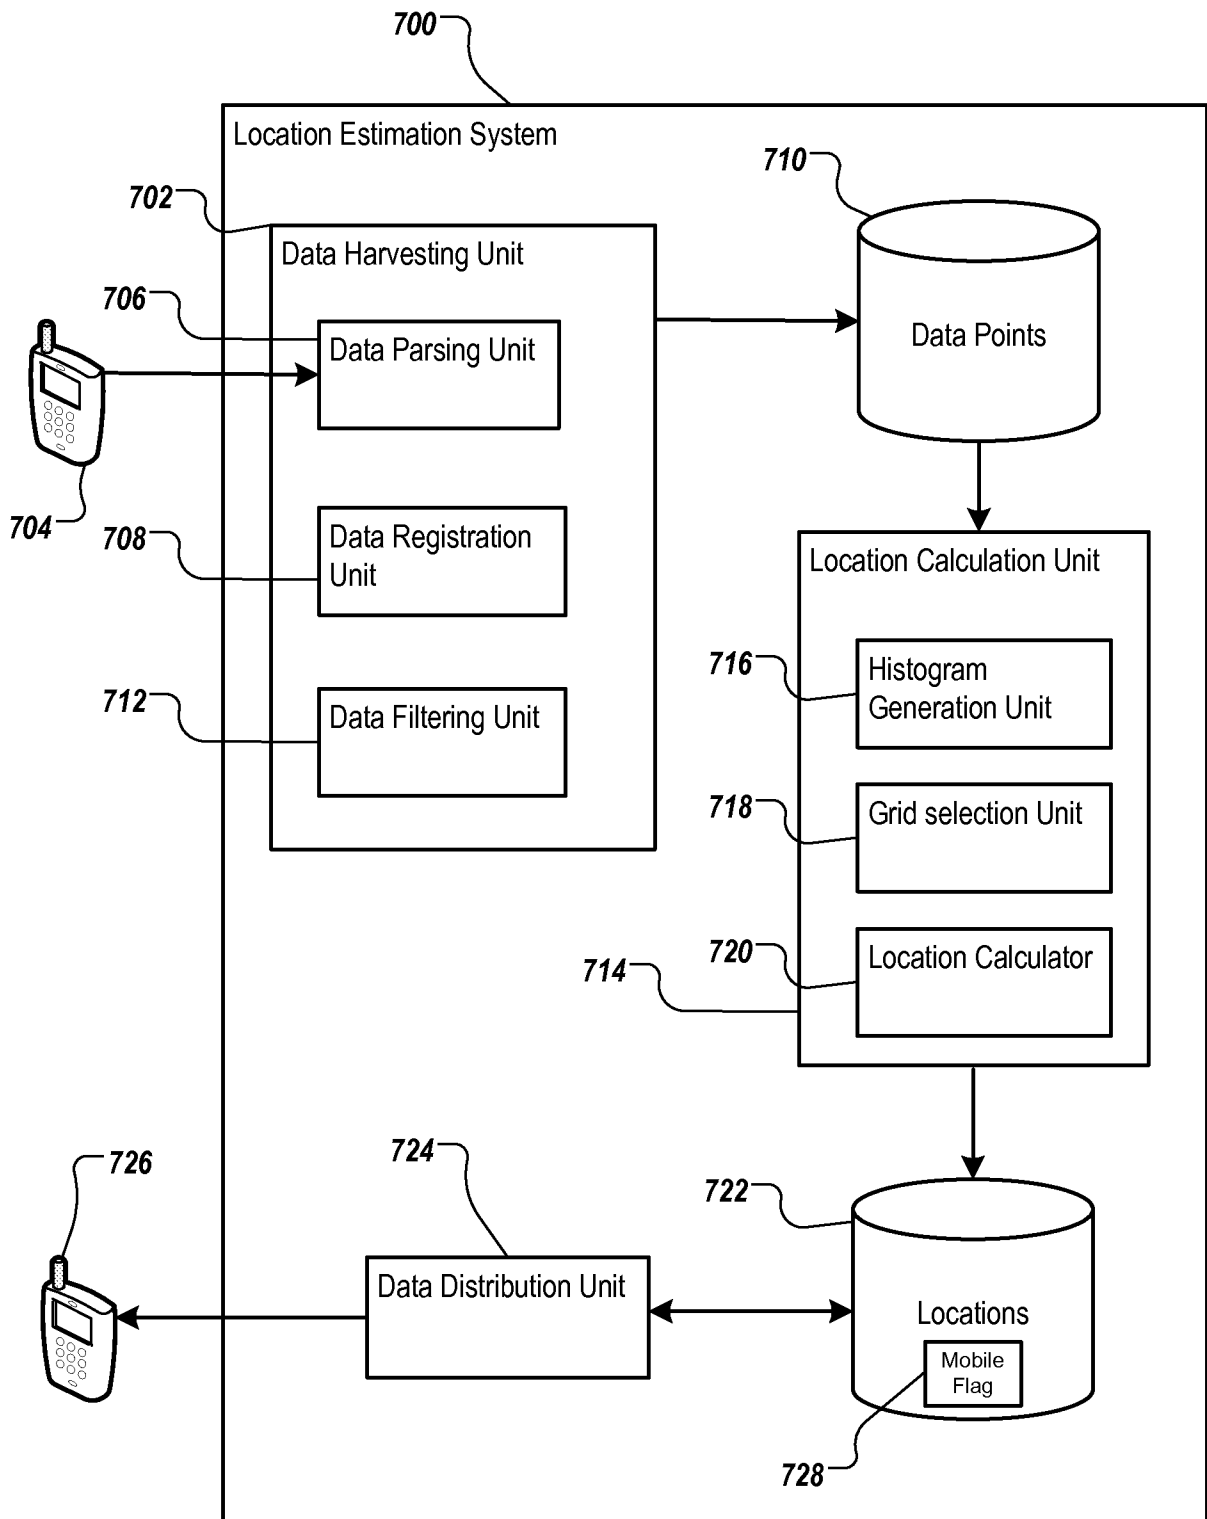 700
Location Estimation System
710
702
Data Harvesting Unit
706
Data Parsing Unit
Data Points
704
708
Data Registration
Unit
Location Calculation Unit
716
Histogram
Generation Unit
712
Data Filtering Unit
718
Grid selection Unit
720
Location Calculator
714
724
726
722
Data Distribution Unit
Locations
Mobile
Flag
728